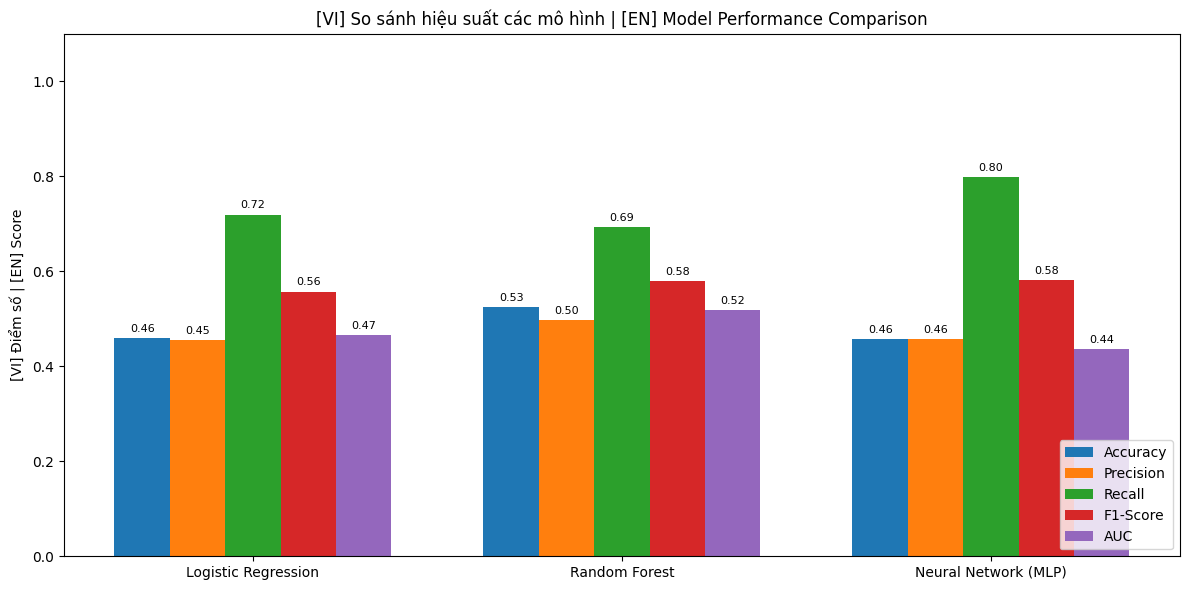 [VI] So sánh hiệu suất các mô hình | [EN] Model Performance Comparison
[VI] Điểm số | [EN] Score
1.0
0.8
0.6
0.4
0.2
0.0
0.46
0.45
0.72
0.56
0.47
0.53
0.50
0.69
0.58
0.52
0.46
0.46
0.80
0.58
0.44
Logistic Regression
Random Forest
Neural Network (MLP)
Accuracy
Precision
Recall
F1-Score
AUC